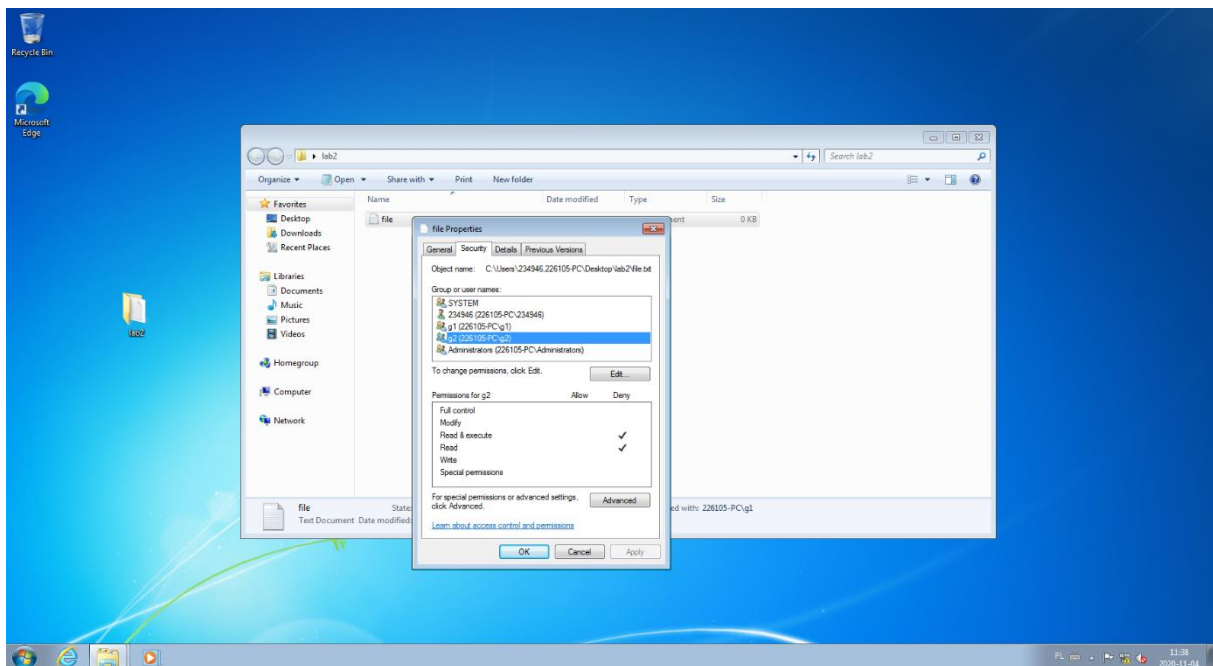 Recycle Bin
Microsoft
Edge
lab2
lab2
Search lab2
Organize
Open
Share with
Print
New folder
Favorites
Desktop
Downloads
Recent Places
Libraries
Documents
Music
Pictures
Videos
Homegroup
Computer
Network
Name
Date modified
Type
Size
file
ent
0 KB
file Properties
General
Security
Details
Previous Versions
Object name: C:\Users\234946.226105-PC\Desktop\lab2\file.txt
Group or user names:
SYSTEM
234946 (226105-PC\234946)
g1 (226105-PC\g1)
g2 (226105-PC\g2)
Administrators (226105-PC\Administrators)
To change permissions, click Edit.
Edit...
Permissions for g2 Allow Deny
Full control
Modify
Read & execute
Read
Write
Special permissions
For special permissions or advanced settings,
click Advanced.
Advanced
Learn about access control and permissions
OK
Cancel
Apply
file State:
Text Document Date modified:
ed with: 226105-PC\g1
PL
11:38
2020-11-04